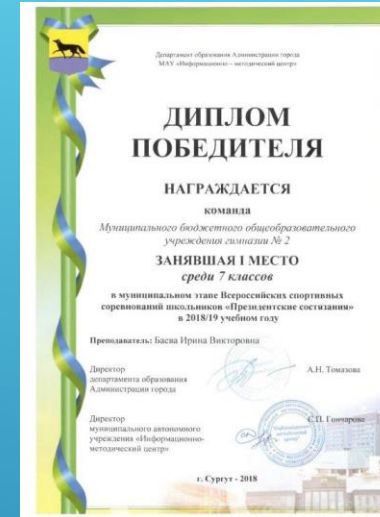 Департамент образования Администрации города
МАУ «Информационно – методический центр»
ДИПЛОМ
ПОБЕДИТЕЛЯ
НАГРАЖДАЕТСЯ
команда
Муниципального бюджетного общеобразовательного
учреждения гимназии № 2
ЗАНЯВШАЯ I МЕСТО
среди 7 классов
в муниципальном этапе Всероссийских спортивных
соревнований школьников «Президентские состязания»
в 2018/19 учебном году
Преподаватель: Баева Ирина Викторовна
Директор
департамента образования
Администрации города
А.Н. Томазова
Директор
муниципального автономного
учреждения «Информационно-
методический центр»
С.П. Гончарова
г. Сургут - 2018